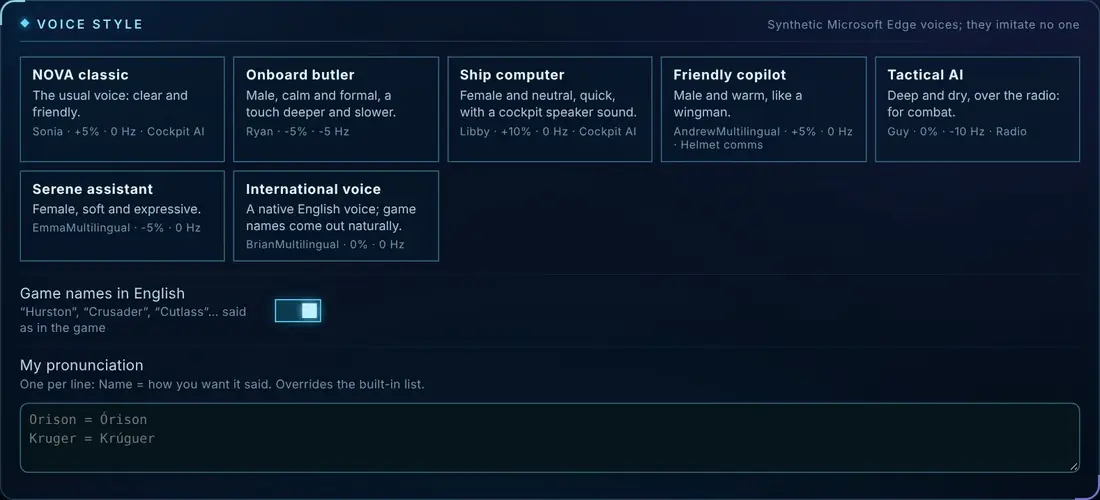 VOICE STYLE
Synthetic Microsoft Edge voices; they imitate no one
NOVA classic
The usual voice: clear and
friendly.
Sonia · +5% · 0 Hz · Cockpit AI
Onboard butler
Male, calm and formal, a
touch deeper and slower.
Ryan · -5% · -5 Hz
Ship computer
Female and neutral, quick,
with a cockpit speaker sound.
Libby · +10% · 0 Hz · Cockpit AI
Friendly copilot
Male and warm, like a
wingman.
AndrewMultilingual · +5% · 0 Hz
· Helmet comms
Tactical AI
Deep and dry, over the radio:
for combat.
Guy · 0% · -10 Hz · Radio
Serene assistant
Female, soft and expressive.
EmmaMultilingual · -5% · 0 Hz
International voice
A native English voice; game
names come out naturally.
BrianMultilingual · 0% · 0 Hz
Game names in English
“Hurston”, “Crusader”, “Cutlass”... said
as in the game
My pronunciation
One per line: Name = how you want it said. Overrides the built-in list.
Orison = Órison
Kruger = Krúguer